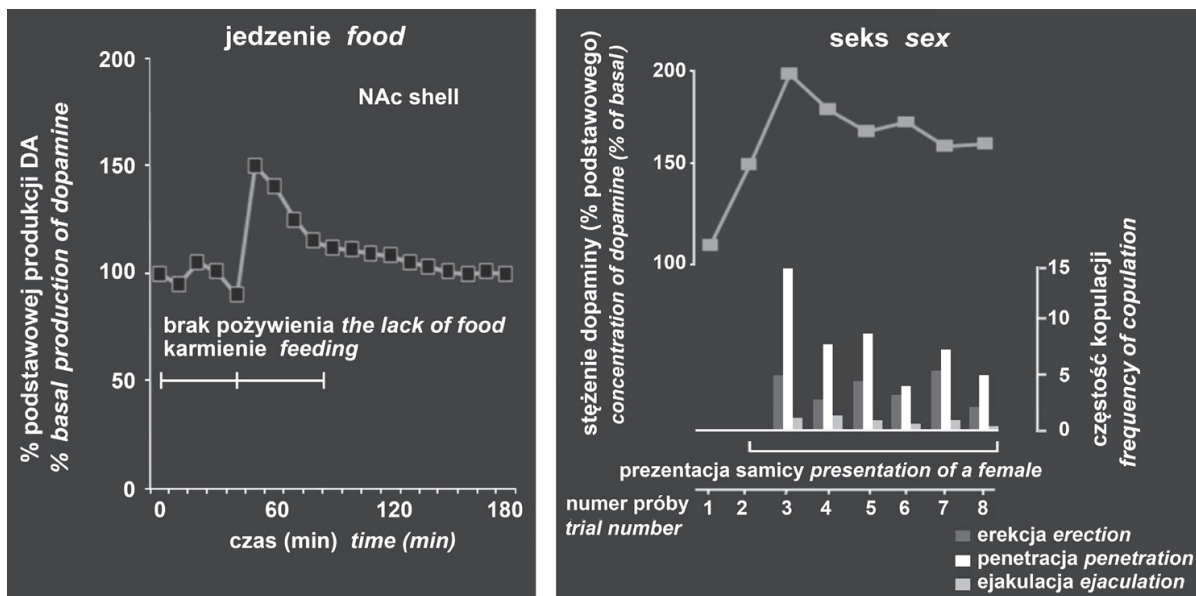 jedzenie food
NAc shell
% podstawowej produkcji DA
% basal production of dopamine
200
150
100
50
0
brak pożywienia the lack of food
karmienie feeding
0
60
120
180
czas (min) time (min)
seks sex
stężenie dopaminy (% podstawowego)
concentration of dopamine (% of basal)
200
150
100
15
10
5
0
częstość kopulacji
frequency of copulation
prezentacja samicy presentation of a female
numer próby
trial number
1 2 3 4 5 6 7 8
erekcja erection
penetracja penetration
ejakulacja ejaculation